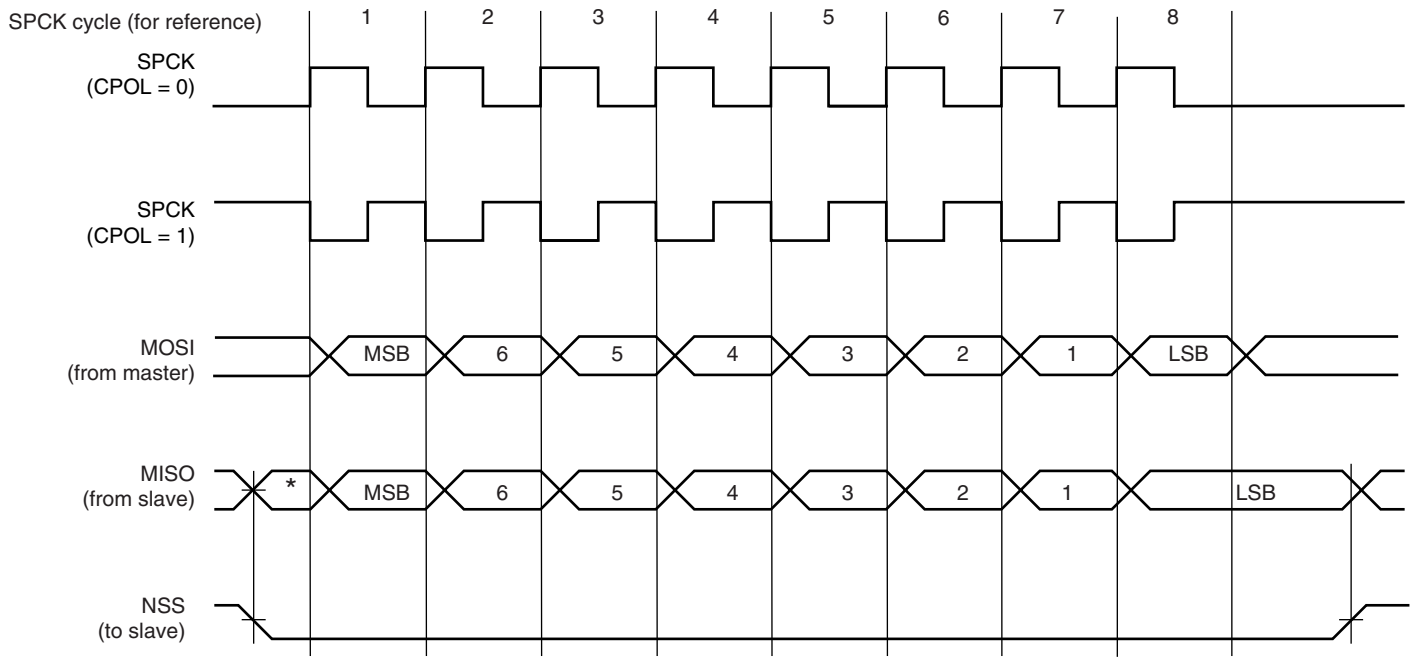 SPCK cycle (for reference) 1 2 3 4 5 6 7 8
SPCK
(CPOL = 0)
SPCK
(CPOL = 1)
MOSI
(from master)
MSB 6 5 4 3 2 1 LSB
MISO
(from slave)
* MSB 6 5 4 3 2 1 LSB
NSS
(to slave)